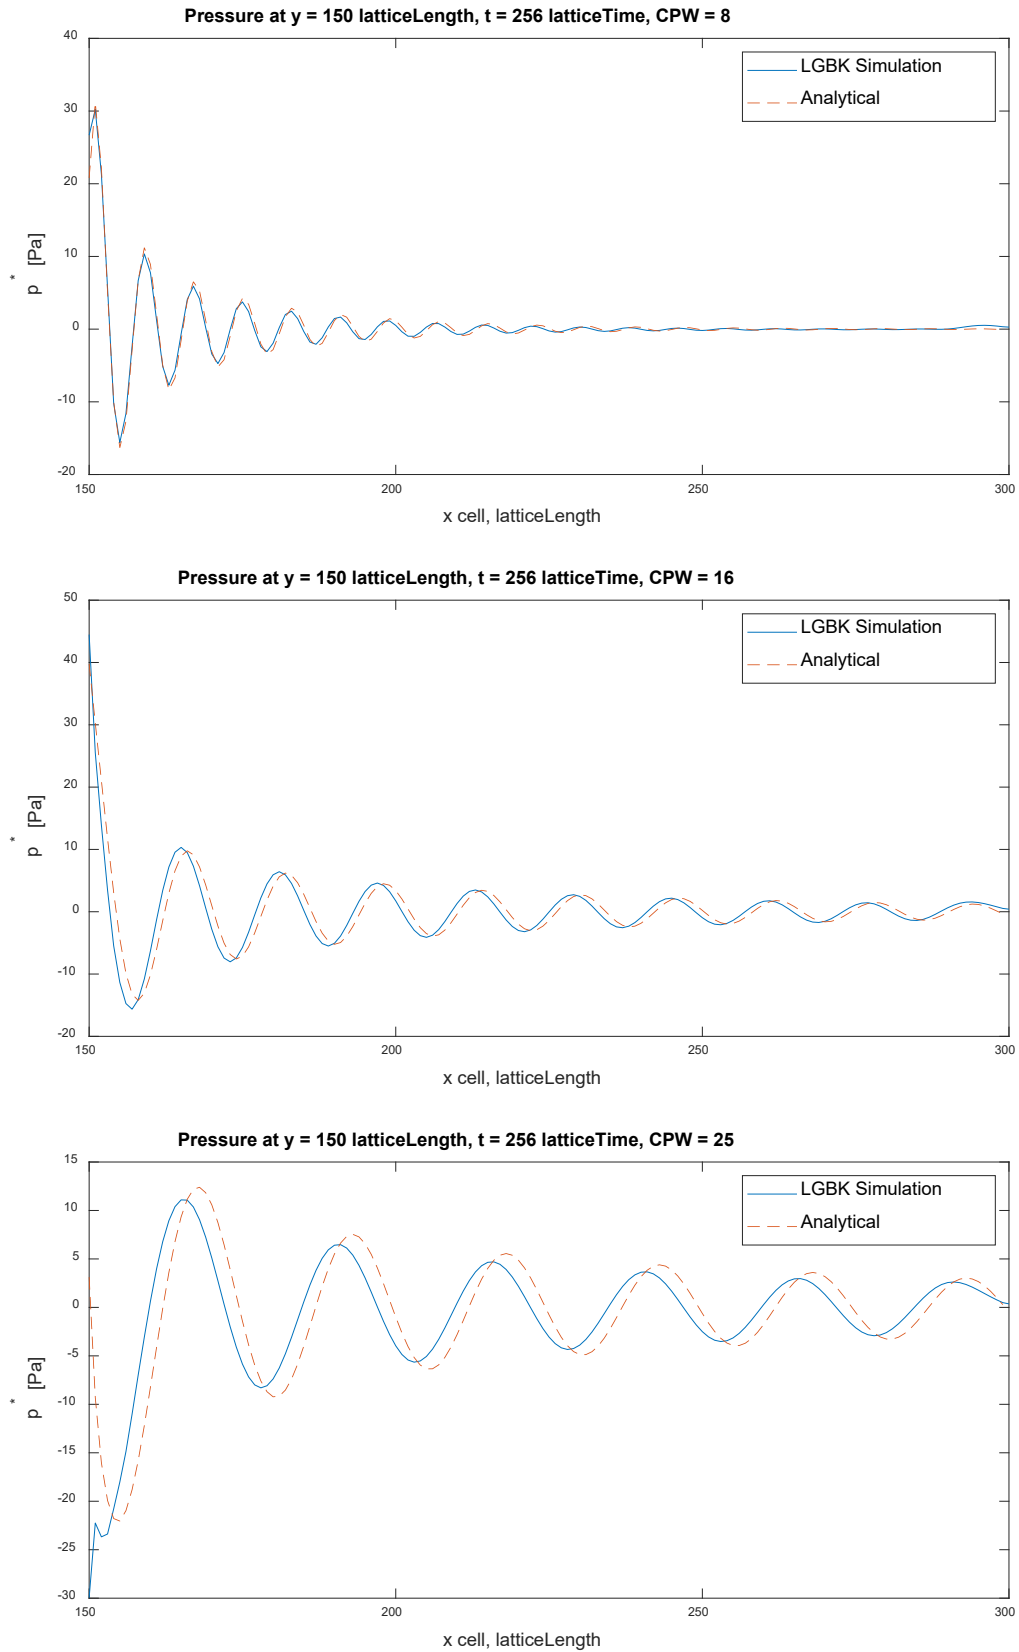 Pressure at y = 150 latticeLength, t = 256 latticeTime, CPW = 8
40
30
20
10
0
-10
-20
150
200
250
300
p* [Pa]
x cell, latticeLength
LGBK Simulation
Analytical
Pressure at y = 150 latticeLength, t = 256 latticeTime, CPW = 16
50
40
30
20
10
0
-10
-20
150
200
250
300
p* [Pa]
x cell, latticeLength
LGBK Simulation
Analytical
Pressure at y = 150 latticeLength, t = 256 latticeTime, CPW = 25
15
10
5
0
-5
-10
-15
-20
-25
-30
150
200
250
300
p* [Pa]
x cell, latticeLength
LGBK Simulation
Analytical